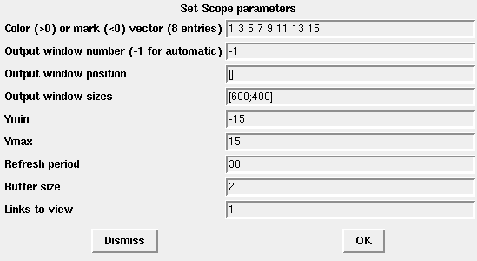 Set Scope parameters
Color (>0) or mark (<0) vector (8 entries) 1 3 5 7 9 11 13 15
Output window number (-1 for automatic) -1
Output window position []
Output window sizes [600;400]
Ymin -15
Ymax 15
Refresh period 30
Buffer size 2
Links to view 1
Dismiss OK